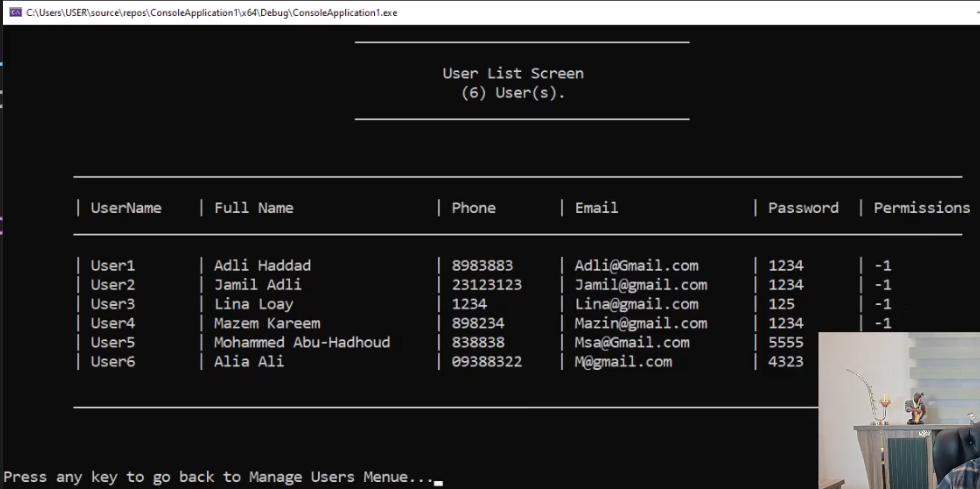 C:\Users\USER\source\repos\ConsoleApplication1\x64\Debug\ConsoleApplication1.exe
User List Screen
(6) User(s).
| UserName | Full Name | Phone | Email | Password | Permissions
| User1 | Adli Haddad | 8983883 | Adli@Gmail.com | 1234 | -1
| User2 | Jamil Adli | 23123123 | Jamil@gmail.com | 1234 | -1
| User3 | Lina Loay | 1234 | Lina@gmail.com | 125 | -1
| User4 | Mazem Kareem | 898234 | Mazin@gmail.com | 1234 | -1
| User5 | Mohammed Abu-Hadhoud | 838838 | Msa@Gmail.com | 5555
| User6 | Alia Ali | 09388322 | M@gmail.com | 4323
Press any key to go back to Manage Users Menue...